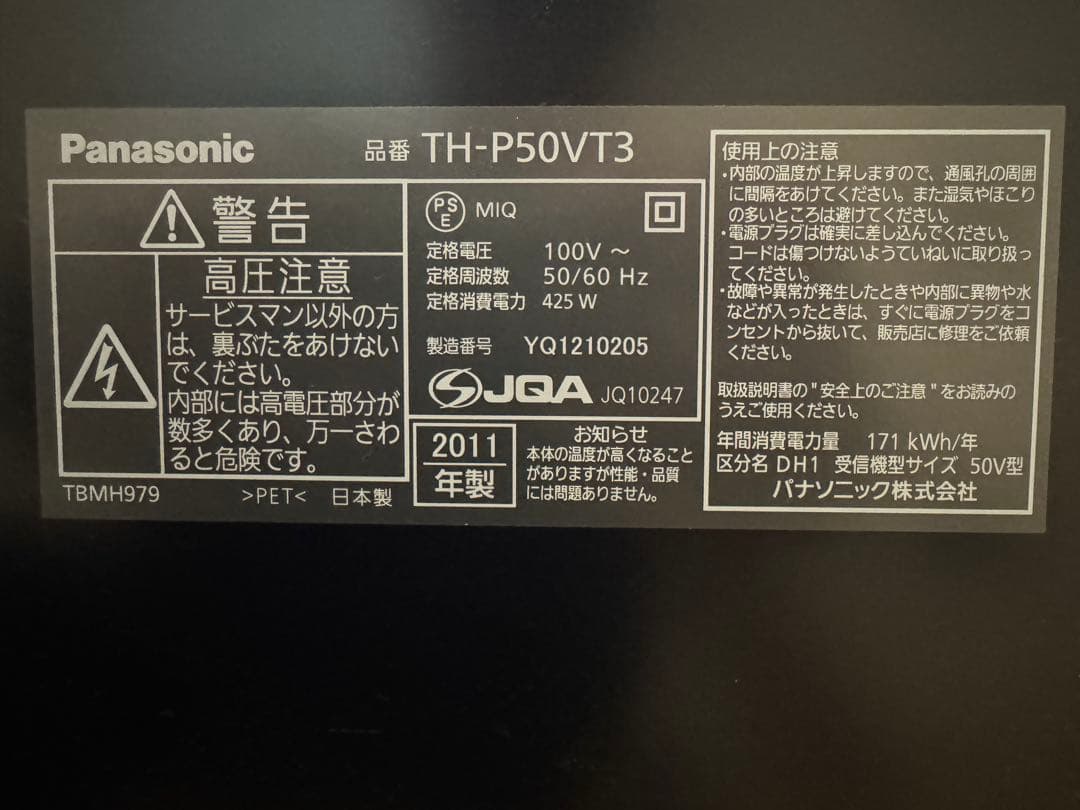 Panasonic
品番 TH-P50VT3
警告
高圧注意
サービスマン以外の方
は、裏ぶたをあけない
でください。
内部には高電圧部分が
数多くあり、万一さわ
ると危険です。
TBMH979 >PET< 日本製
PSE MIQ
定格電圧 100V ～
定格周波数 50/60 Hz
定格消費電力 425 W
製造番号 YQ1210205
JQA JQ10247
2011
年製
お知らせ
本体の温度が高くなること
がありますが性能・品質
には問題ありません。
使用上の注意
・内部の温度が上昇しますので、通風孔の周囲
に間隔をあけてください。また湿気やほこり
の多いところは避けてください。
・電源プラグは確実に差し込んでください。
コードは傷つけないようていねいに取り扱っ
てください。
・故障や異常が発生したときや内部に異物や水
などが入ったときは、すぐに電源プラグをコ
ンセントから抜いて、販売店に修理をご依頼
ください。
取扱説明書の"安全上のご注意"をお読みの
うえご使用ください。
年間消費電力量 171 kWh/年
区分名 DH1 受信機型サイズ 50V型
パナソニック株式会社